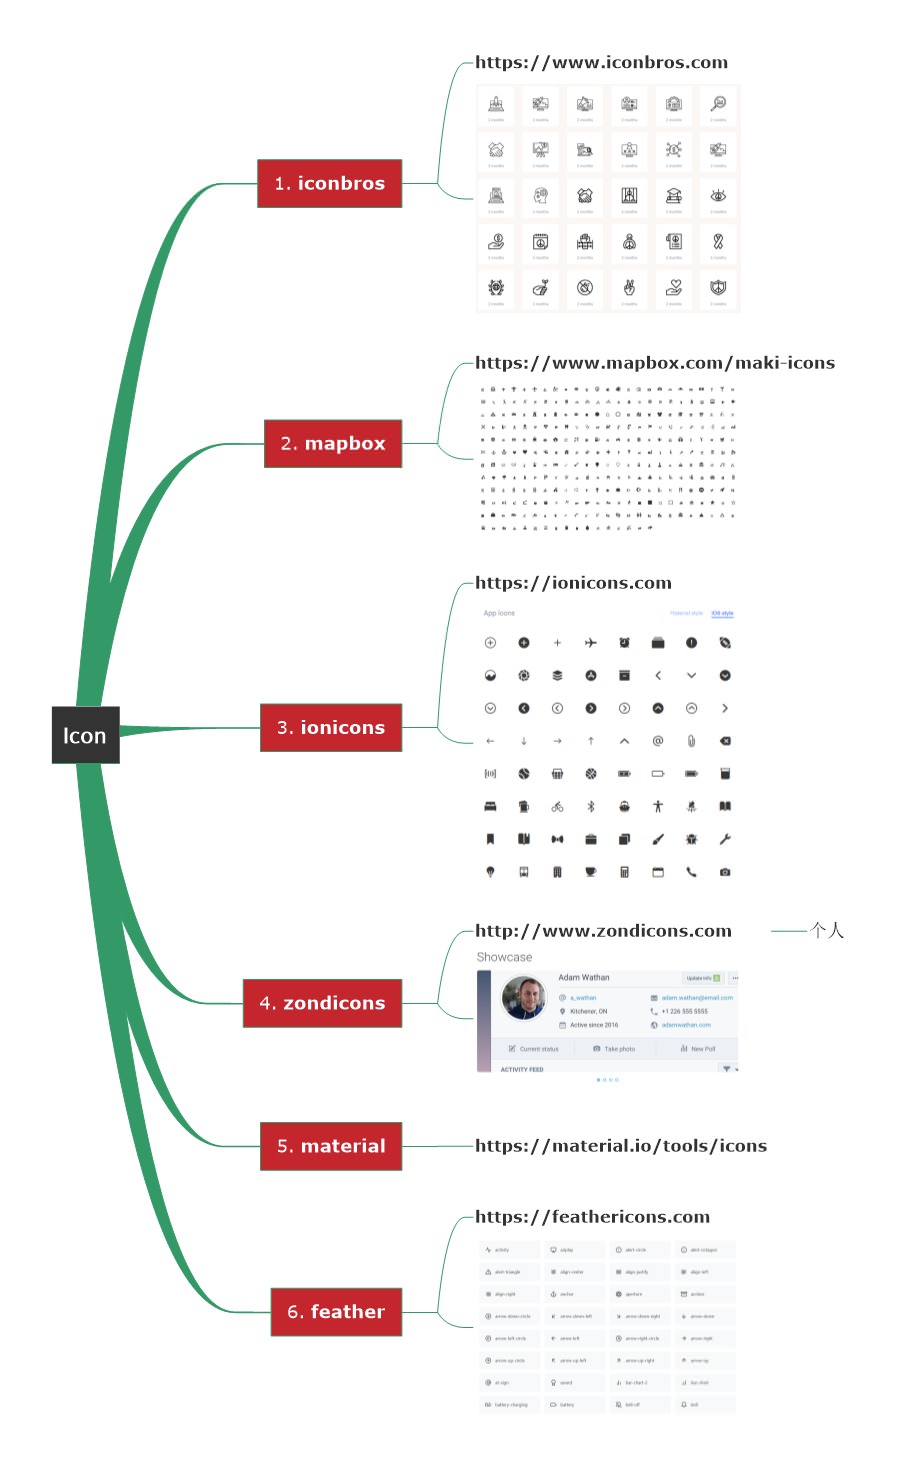 Icon
1. iconbros
https://www.iconbros.com
2. mapbox
https://www.mapbox.com/maki-icons
3. ionicons
https://ionicons.com
App icons
Material style
iOS style
4. zondicons
http://www.zondicons.com
个人
Showcase
Adam Wathan
Update Info
a_wathan
adam.wathan@email.com
Kitchener, ON
+1 226 555 5555
Active since 2016
adamwathan.com
Current status
Take photo
New Poll
ACTIVITY FEED
5. material
https://material.io/tools/icons
6. feather
https://feathericons.com
activity
airplay
alert-circle
alert-octagon
alert-triangle
align-center
align-justify
align-left
align-right
anchor
aperture
archive
arrow-down-circle
arrow-down-left
arrow-down-right
arrow-down
arrow-left-circle
arrow-left
arrow-right-circle
arrow-right
arrow-up-circle
arrow-up-left
arrow-up-right
arrow-up
at-sign
award
bar-chart-2
bar-chart
battery-charging
battery
bell-off
bell